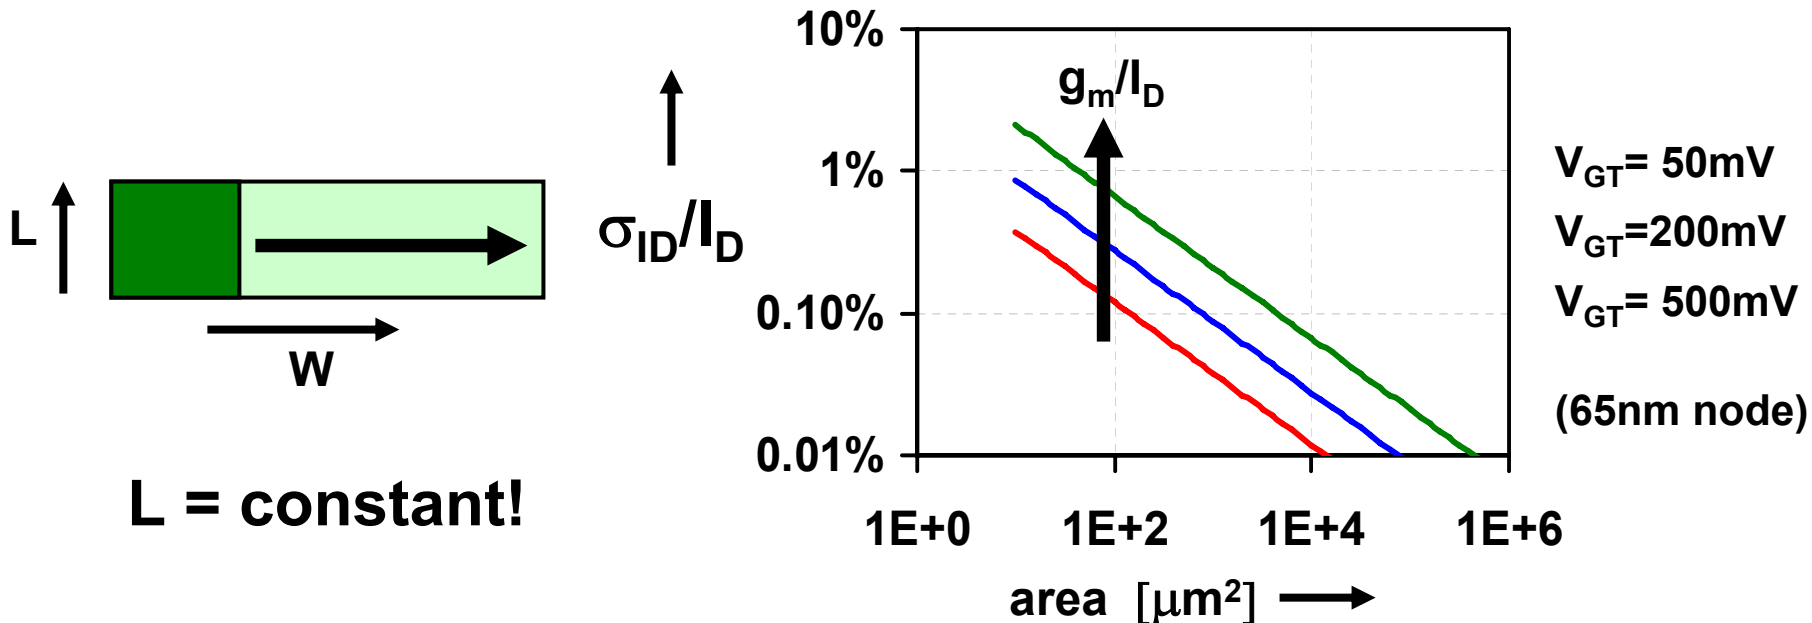 L
W
L = constant!
σID/ID
10%
1%
0.10%
0.01%
gm/ID
1E+0 1E+2 1E+4 1E+6
area [μm²]
VGT= 50mV
VGT=200mV
VGT= 500mV
(65nm node)